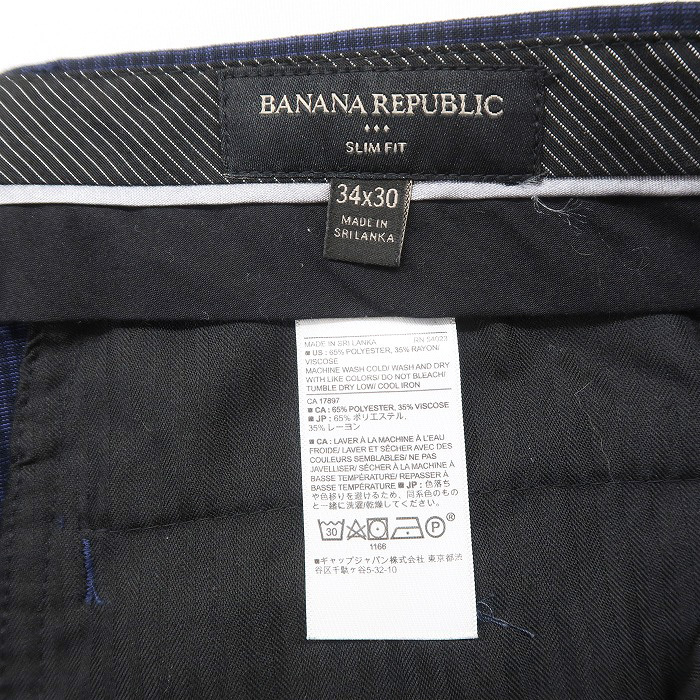 BANANA REPUBLIC
SLIM FIT
34x30
MADE IN
SRI LANKA
MADE IN SRI LANKA RN 54023
■ US : 65% POLYESTER, 35% RAYON/
VISCOSE
MACHINE WASH COLD/ WASH AND DRY
WITH LIKE COLORS/ DO NOT BLEACH/
TUMBLE DRY LOW/ COOL IRON
CA 17897
■ CA : 65% POLYESTER, 35% VISCOSE
■ JP : 65% ポリエステル,
35% レーヨン
■ CA : LAVER À LA MACHINE À L'EAU
FROIDE/ LAVER ET SÉCHER AVEC DES
COULEURS SEMBLABLES/ NE PAS
JAVELLISER/ SÉCHER À LA MACHINE À
BASSE TEMPÉRATURE/ REPASSER À
BASSE TEMPÉRATURE ■ JP : 色落ち
や色移りを避けるため、同系色のものと
一緒に洗濯/乾燥してください。
30 P
1166
■ ギャップジャパン株式会社 東京都渋
谷区千駄ヶ谷5-32-10